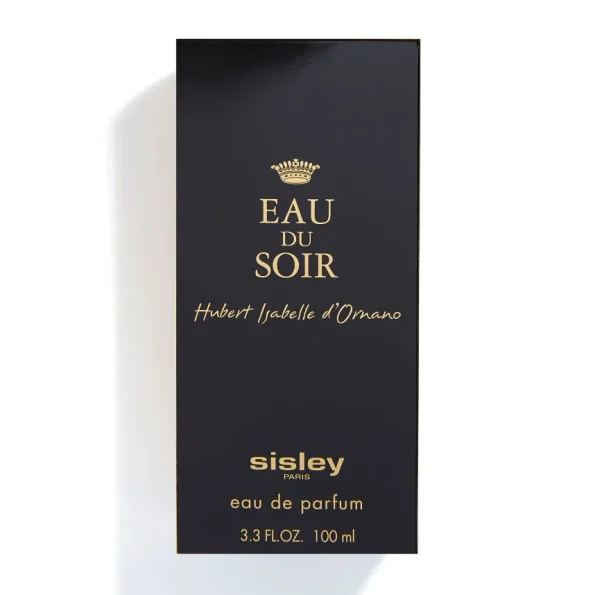 EAU
DU
SOIR
Hubert Isabelle d'Ornano
sisley
PARIS
eau de parfum
3.3 FL.OZ. 100 ml